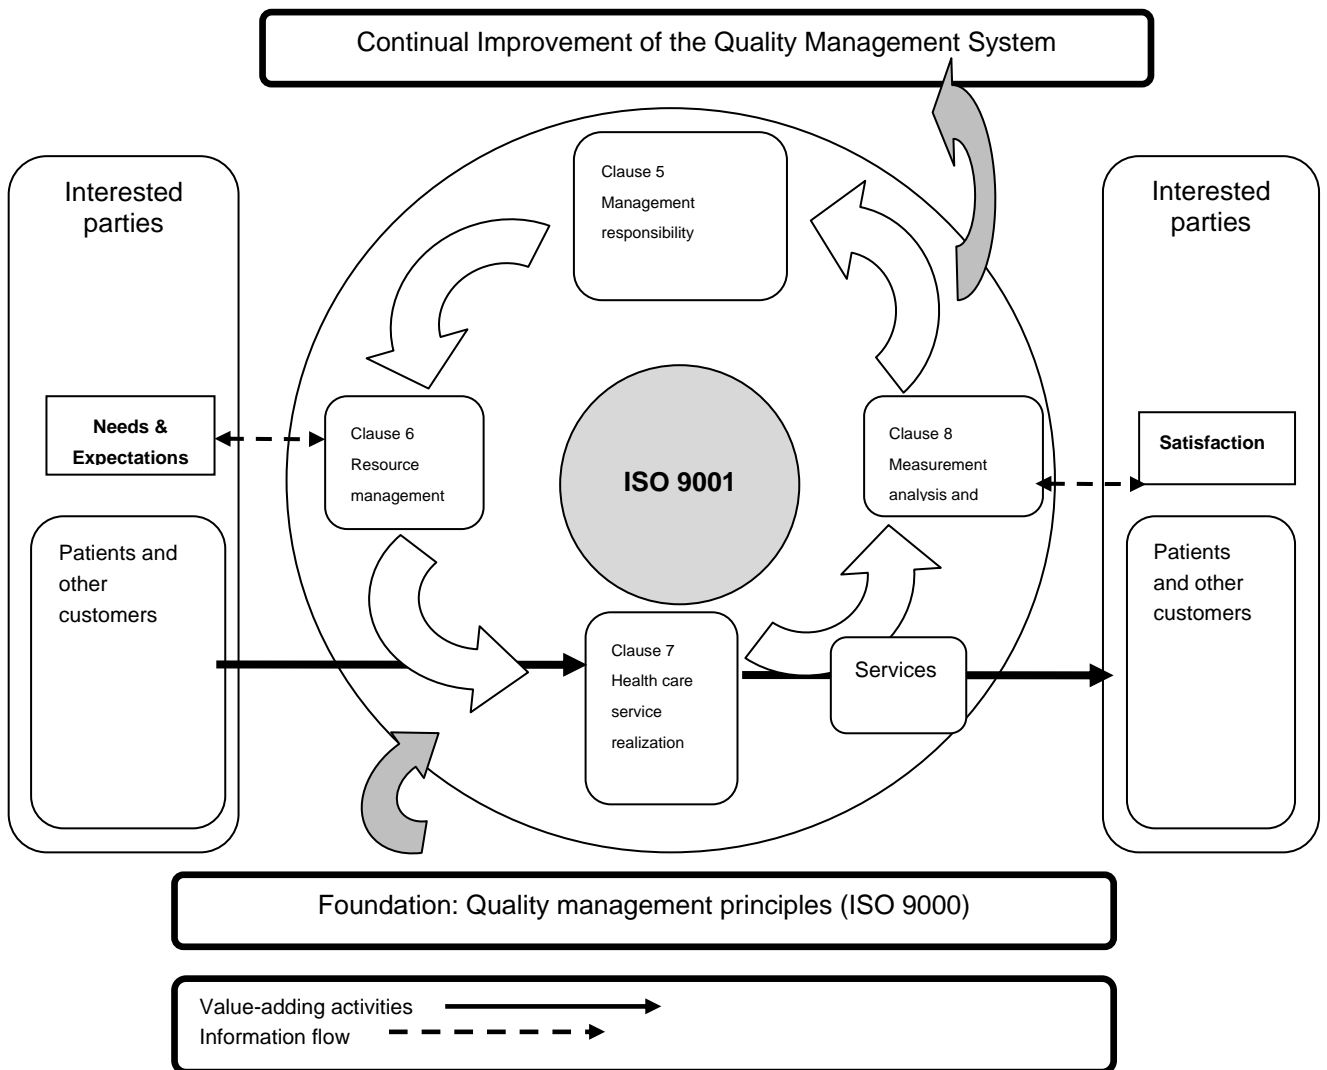 Continual Improvement of the Quality Management System
Interested
parties
Needs &
Expectations
Patients and
other
customers
Clause 5
Management
responsibility
Clause 6
Resource
management
ISO 9001
Clause 8
Measurement
analysis and
Clause 7
Health care
service
realization
Services
Interested
parties
Satisfaction
Patients
and other
customers
Foundation: Quality management principles (ISO 9000)
Value-adding activities
Information flow